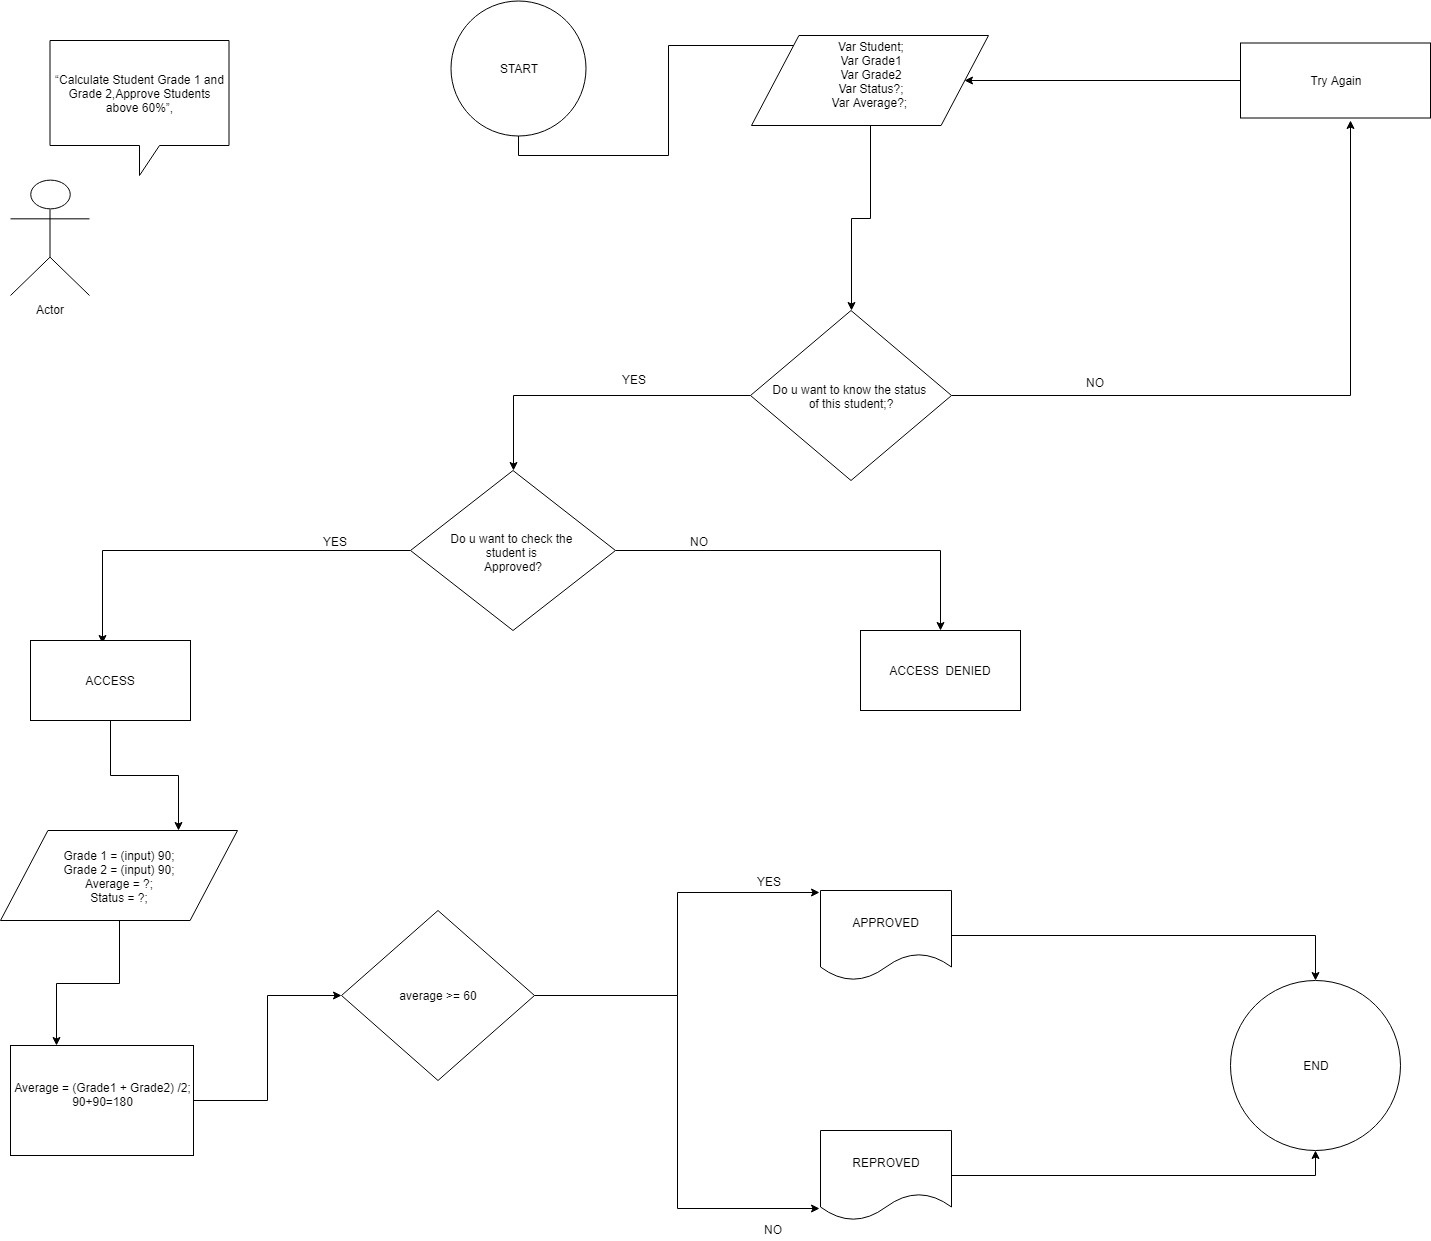 START
Var Student;
Var Grade1
Var Grade2
Var Status?;
Var Average?;
Try Again
“Calculate Student Grade 1 and
Grade 2,Approve Students
above 60%”,
Actor
Do u want to know the status
of this student;?
YES
NO
Do u want to check the
student is
Approved?
YES
NO
ACCESS
ACCESS DENIED
Grade 1 = (input) 90;
Grade 2 = (input) 90;
Average = ?;
Status = ?;
Average = (Grade1 + Grade2) /2;
90+90=180
average >= 60
YES
APPROVED
END
REPROVED
NO